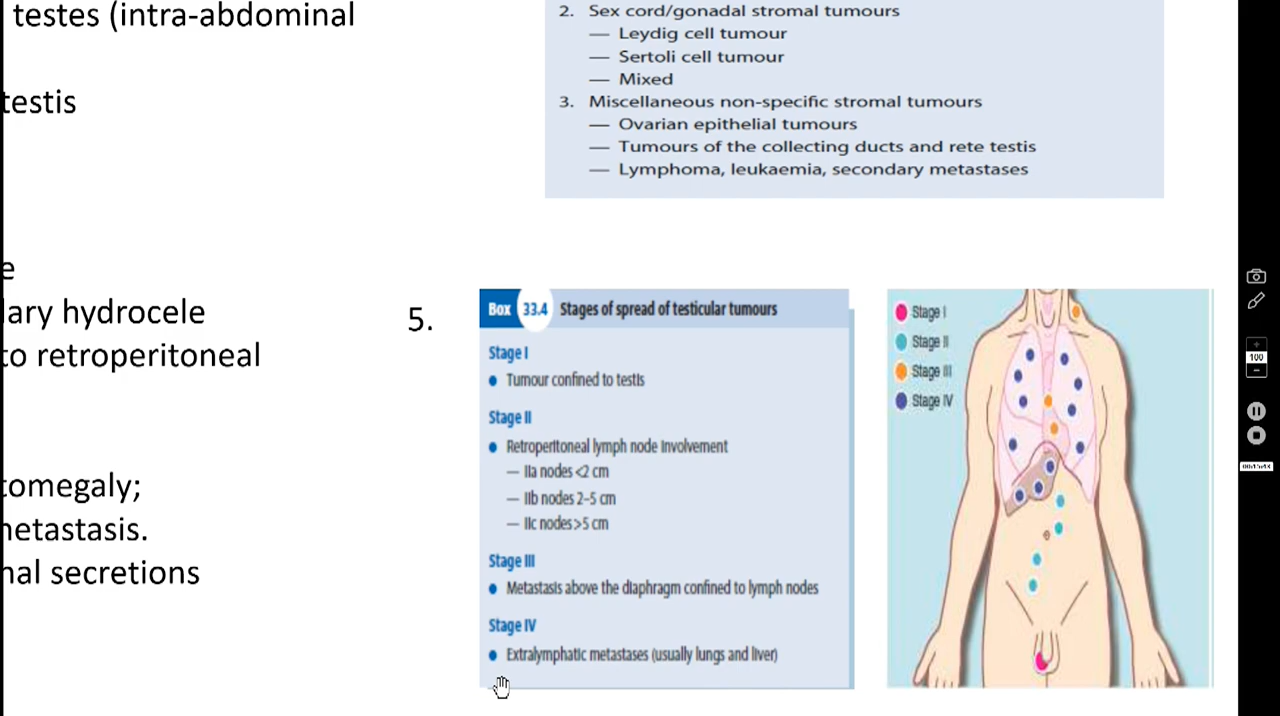 testes (intra-abdominal
testis
e
lary hydrocele
to retroperitoneal
tomegaly;
netastasis.
nal secretions
2. Sex cord/gonadal stromal tumours
— Leydig cell tumour
— Sertoli cell tumour
— Mixed
3. Miscellaneous non-specific stromal tumours
— Ovarian epithelial tumours
— Tumours of the collecting ducts and rete testis
— Lymphoma, leukaemia, secondary metastases
5.
Box 33.4 Stages of spread of testicular tumours
Stage I
• Tumour confined to testis
Stage II
• Retroperitoneal lymph node involvement
— IIa nodes <2 cm
— IIb nodes 2–5 cm
— IIc nodes >5 cm
Stage III
• Metastasis above the diaphragm confined to lymph nodes
Stage IV
• Extralymphatic metastases (usually lungs and liver)
Stage I
Stage II
Stage III
Stage IV
100